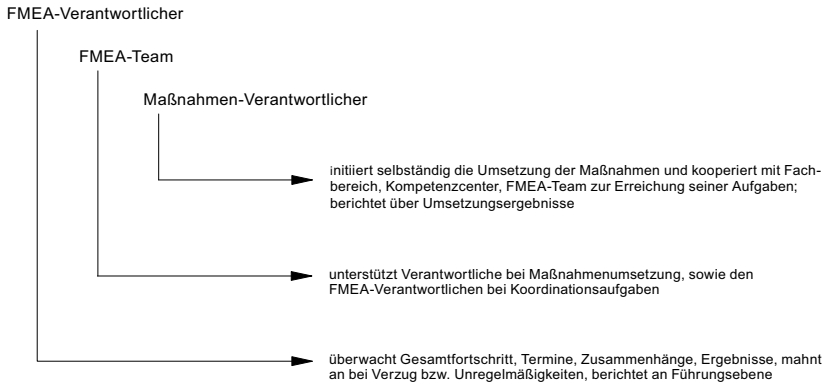 FMEA-Verantwortlicher
FMEA-Team
Maßnahmen-Verantwortlicher
initiiert selbständig die Umsetzung der Maßnahmen und kooperiert mit Fach-
bereich, Kompetenzcenter, FMEA-Team zur Erreichung seiner Aufgaben;
berichtet über Umsetzungsergebnisse
unterstützt Verantwortliche bei Maßnahmenumsetzung, sowie den
FMEA-Verantwortlichen bei Koordinationsaufgaben
überwacht Gesamtfortschritt, Termine, Zusammenhänge, Ergebnisse, mahnt
an bei Verzug bzw. Unregelmäßigkeiten, berichtet an Führungsebene